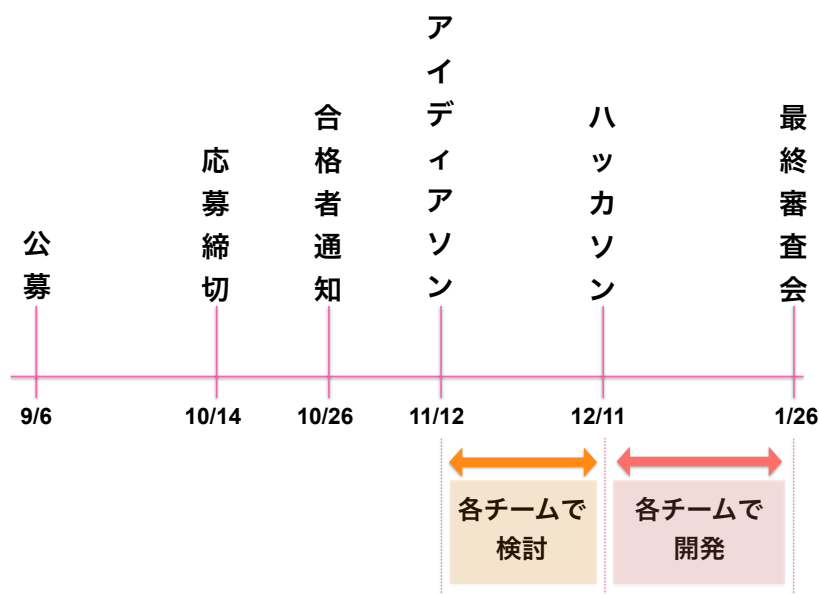 公募
応募締切
合格者通知
アイディアソン
ハッカソン
最終審査会
9/6
10/14
10/26
11/12
12/11
1/26
各チームで
検討
各チームで
開発